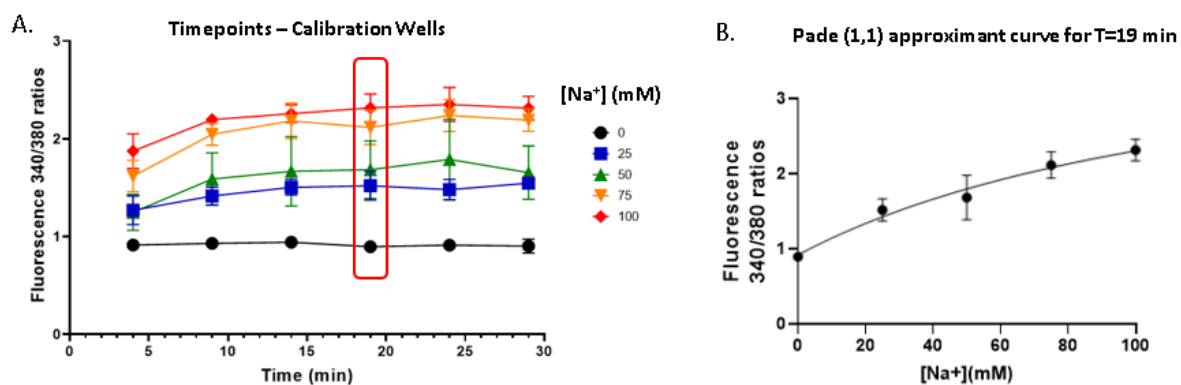 A.
Timepoints – Calibration Wells
Fluorescence 340/380 ratios
3
2
1
0
0
5
10
15
20
25
30
Time (min)
[Na⁺] (mM)
0
25
50
75
100
B.
Pade (1,1) approximant curve for T=19 min
Fluorescence
340/380 ratios
3
2
1
0
0
20
40
60
80
100
[Na+](mM)